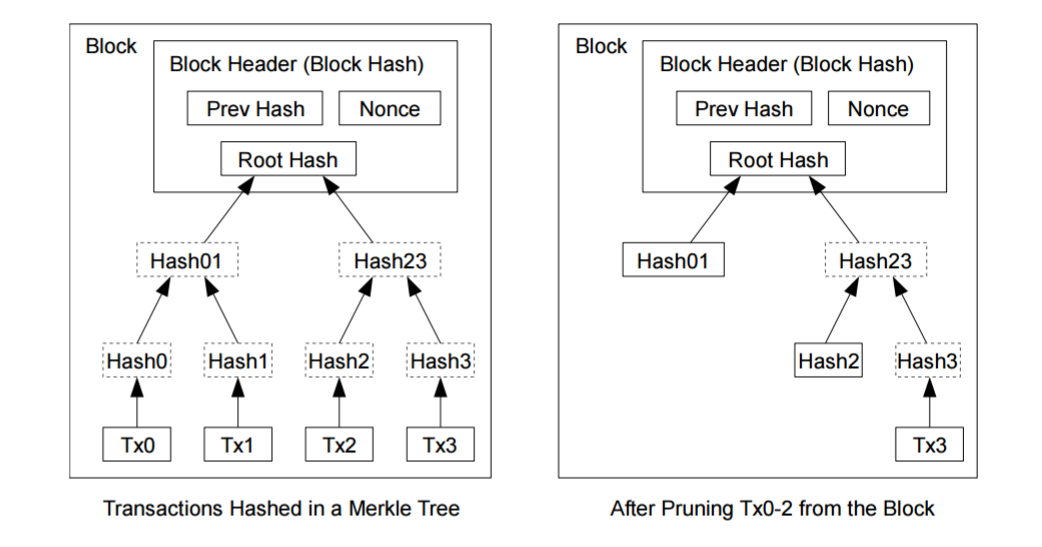 Block
Block Header (Block Hash)
Prev Hash
Nonce
Root Hash
Hash01
Hash23
Hash0
Hash1
Hash2
Hash3
Tx0
Tx1
Tx2
Tx3
Transactions Hashed in a Merkle Tree
Block
Block Header (Block Hash)
Prev Hash
Nonce
Root Hash
Hash01
Hash23
Hash2
Hash3
Tx3
After Pruning Tx0-2 from the Block